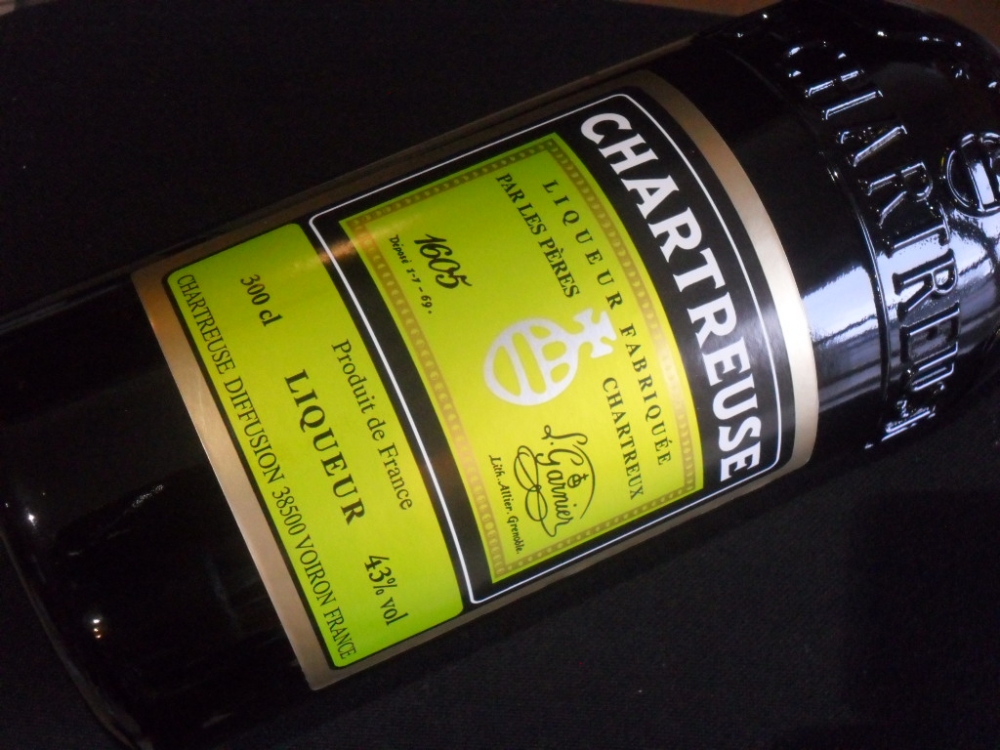 CHARTREUSE
CHARTREUSE
LIQUEUR FABRIQUÉE
PAR LES PÈRES CHARTREUX
1605
Déposé 1-7-69.
L. Garnier
Lith. Allier. Grenoble.
Produit de France
300 cl LIQUEUR 43% vol
CHARTREUSE DIFFUSION 38500 VOIRON FRANCE